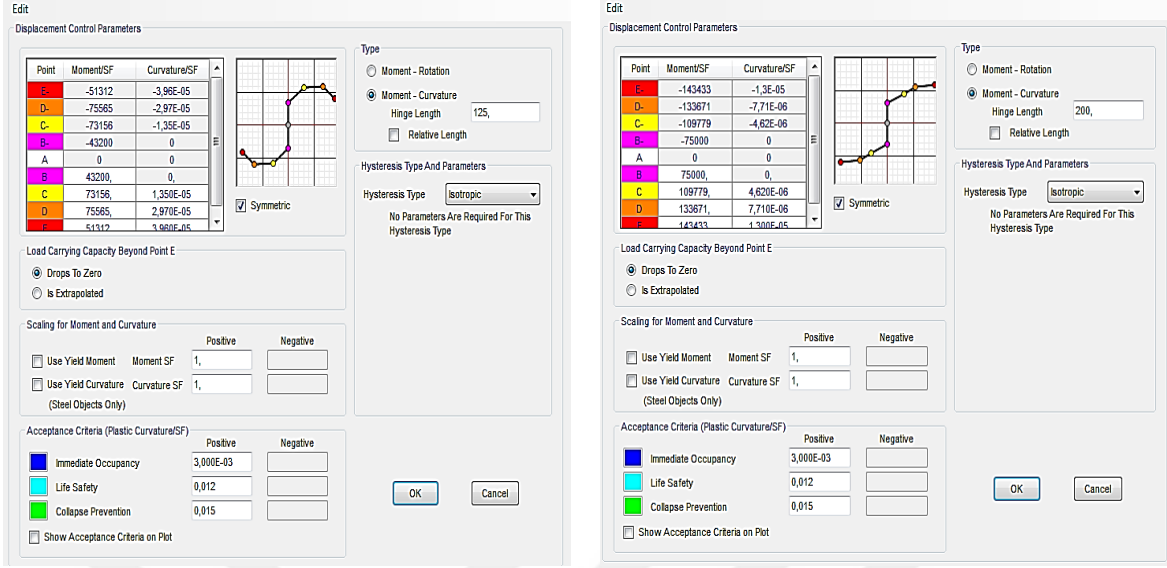 Edit
Displacement Control Parameters
Point Moment/SF Curvature/SF
E- -51312 -3,96E-05
D- -75565 -2,97E-05
C- -73156 -1,35E-05
B- -43200 0
A 0 0
B 43200, 0,
C 73156, 1,350E-05
D 75565, 2,970E-05
E 51312 3,960E-05
Symmetric
Type
Moment - Rotation
Moment - Curvature
Hinge Length 125,
Relative Length
Hysteresis Type And Parameters
Hysteresis Type Isotropic
No Parameters Are Required For This
Hysteresis Type
Load Carrying Capacity Beyond Point E
Drops To Zero
Is Extrapolated
Scaling for Moment and Curvature
Positive Negative
Use Yield Moment Moment SF 1,
Use Yield Curvature Curvature SF 1,
(Steel Objects Only)
Acceptance Criteria (Plastic Curvature/SF)
Positive Negative
Immediate Occupancy 3,000E-03
Life Safety 0,012
Collapse Prevention 0,015
Show Acceptance Criteria on Plot
OK Cancel
Edit
Displacement Control Parameters
Point Moment/SF Curvature/SF
E- -143433 -1,3E-05
D- -133671 -7,71E-06
C- -109779 -4,62E-06
B- -75000 0
A 0 0
B 75000, 0,
C 109779, 4,620E-06
D 133671, 7,710E-06
E 143433 1,300E-05
Symmetric
Type
Moment - Rotation
Moment - Curvature
Hinge Length 200,
Relative Length
Hysteresis Type And Parameters
Hysteresis Type Isotropic
No Parameters Are Required For This
Hysteresis Type
Load Carrying Capacity Beyond Point E
Drops To Zero
Is Extrapolated
Scaling for Moment and Curvature
Positive Negative
Use Yield Moment Moment SF 1,
Use Yield Curvature Curvature SF 1,
(Steel Objects Only)
Acceptance Criteria (Plastic Curvature/SF)
Positive Negative
Immediate Occupancy 3,000E-03
Life Safety 0,012
Collapse Prevention 0,015
Show Acceptance Criteria on Plot
OK Cancel